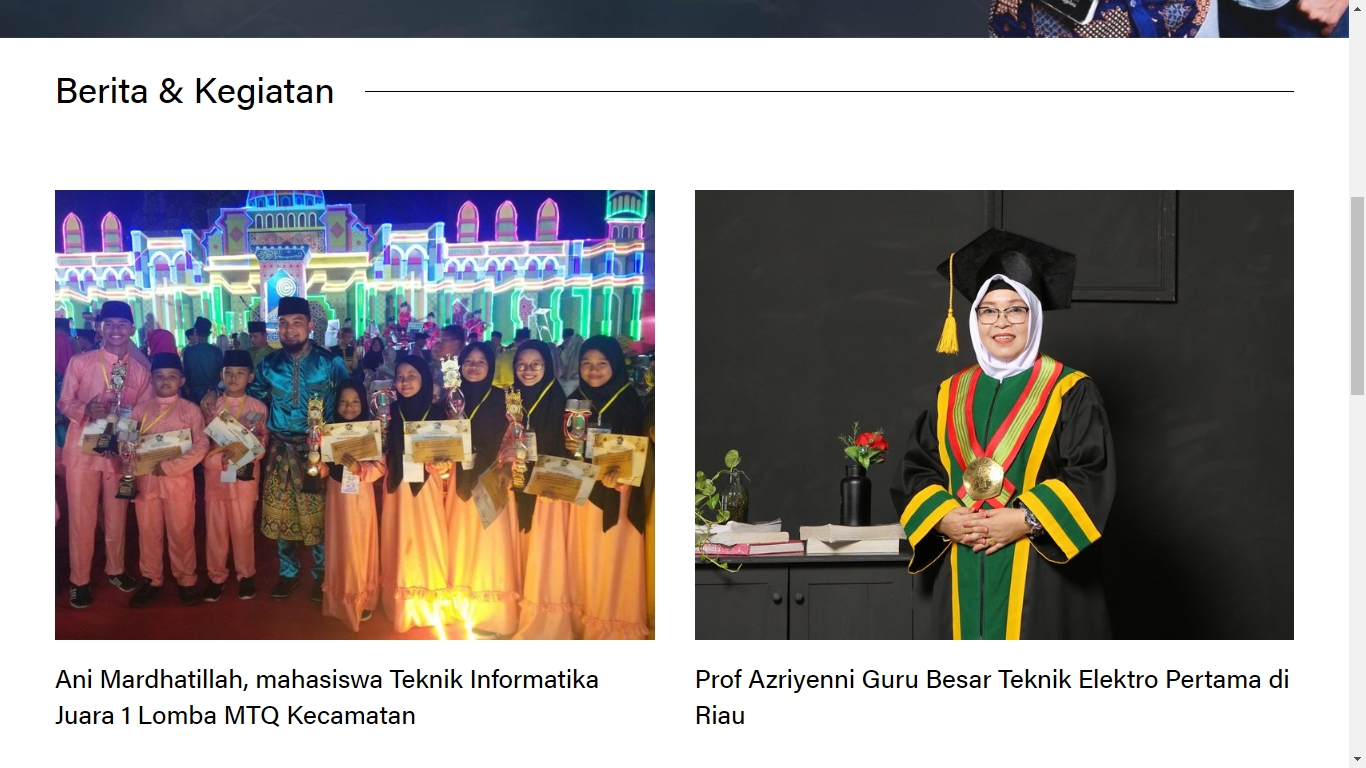 Berita & Kegiatan
Ani Mardhatillah, mahasiswa Teknik Informatika
Juara 1 Lomba MTQ Kecamatan
Prof Azriyenni Guru Besar Teknik Elektro Pertama di
Riau